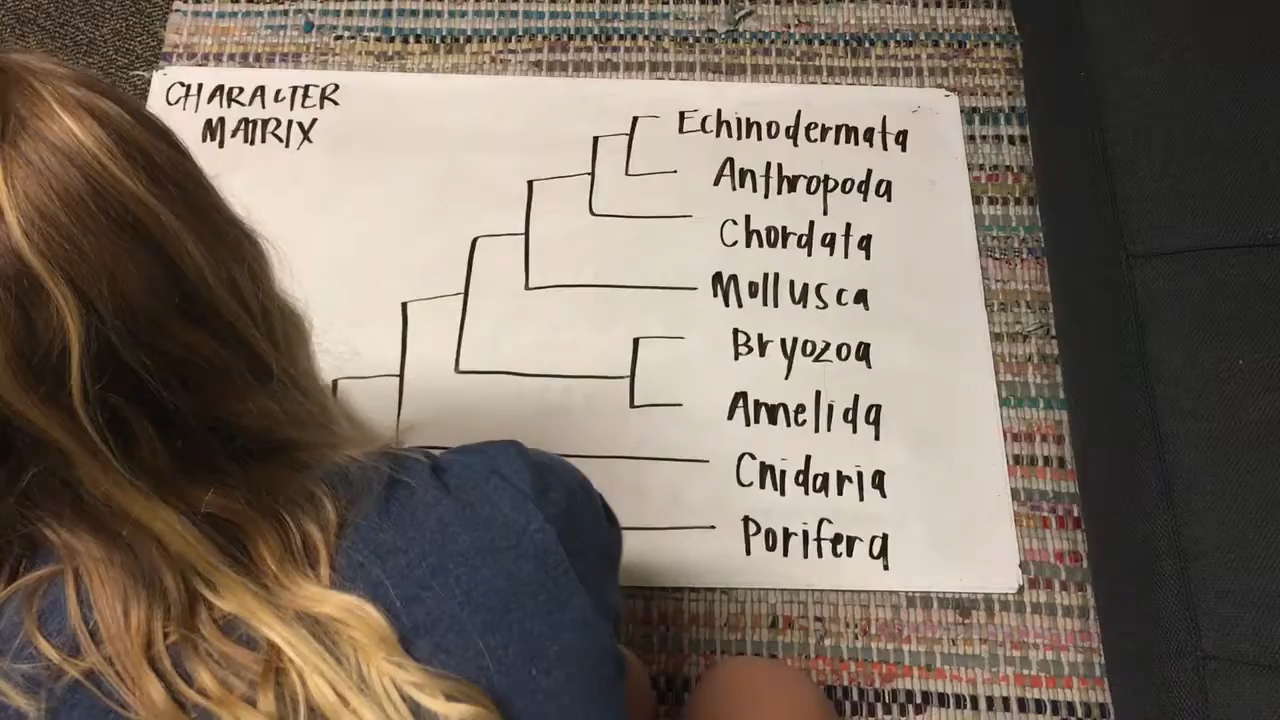 CHARACTER
MATRIX
Echinodermata
Anthropoda
Chordata
Mollusca
Bryozoa
Annelida
Cnidaria
Porifera